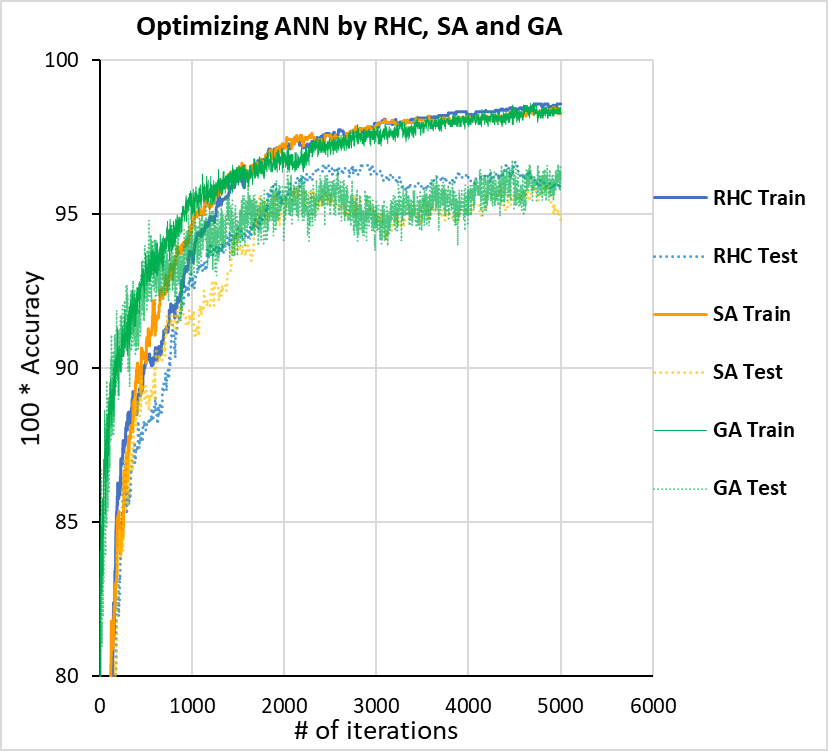 Optimizing ANN by RHC, SA and GA
100 * Accuracy
100
95
90
85
80
0 1000 2000 3000 4000 5000 6000
# of iterations
RHC Train
RHC Test
SA Train
SA Test
GA Train
GA Test